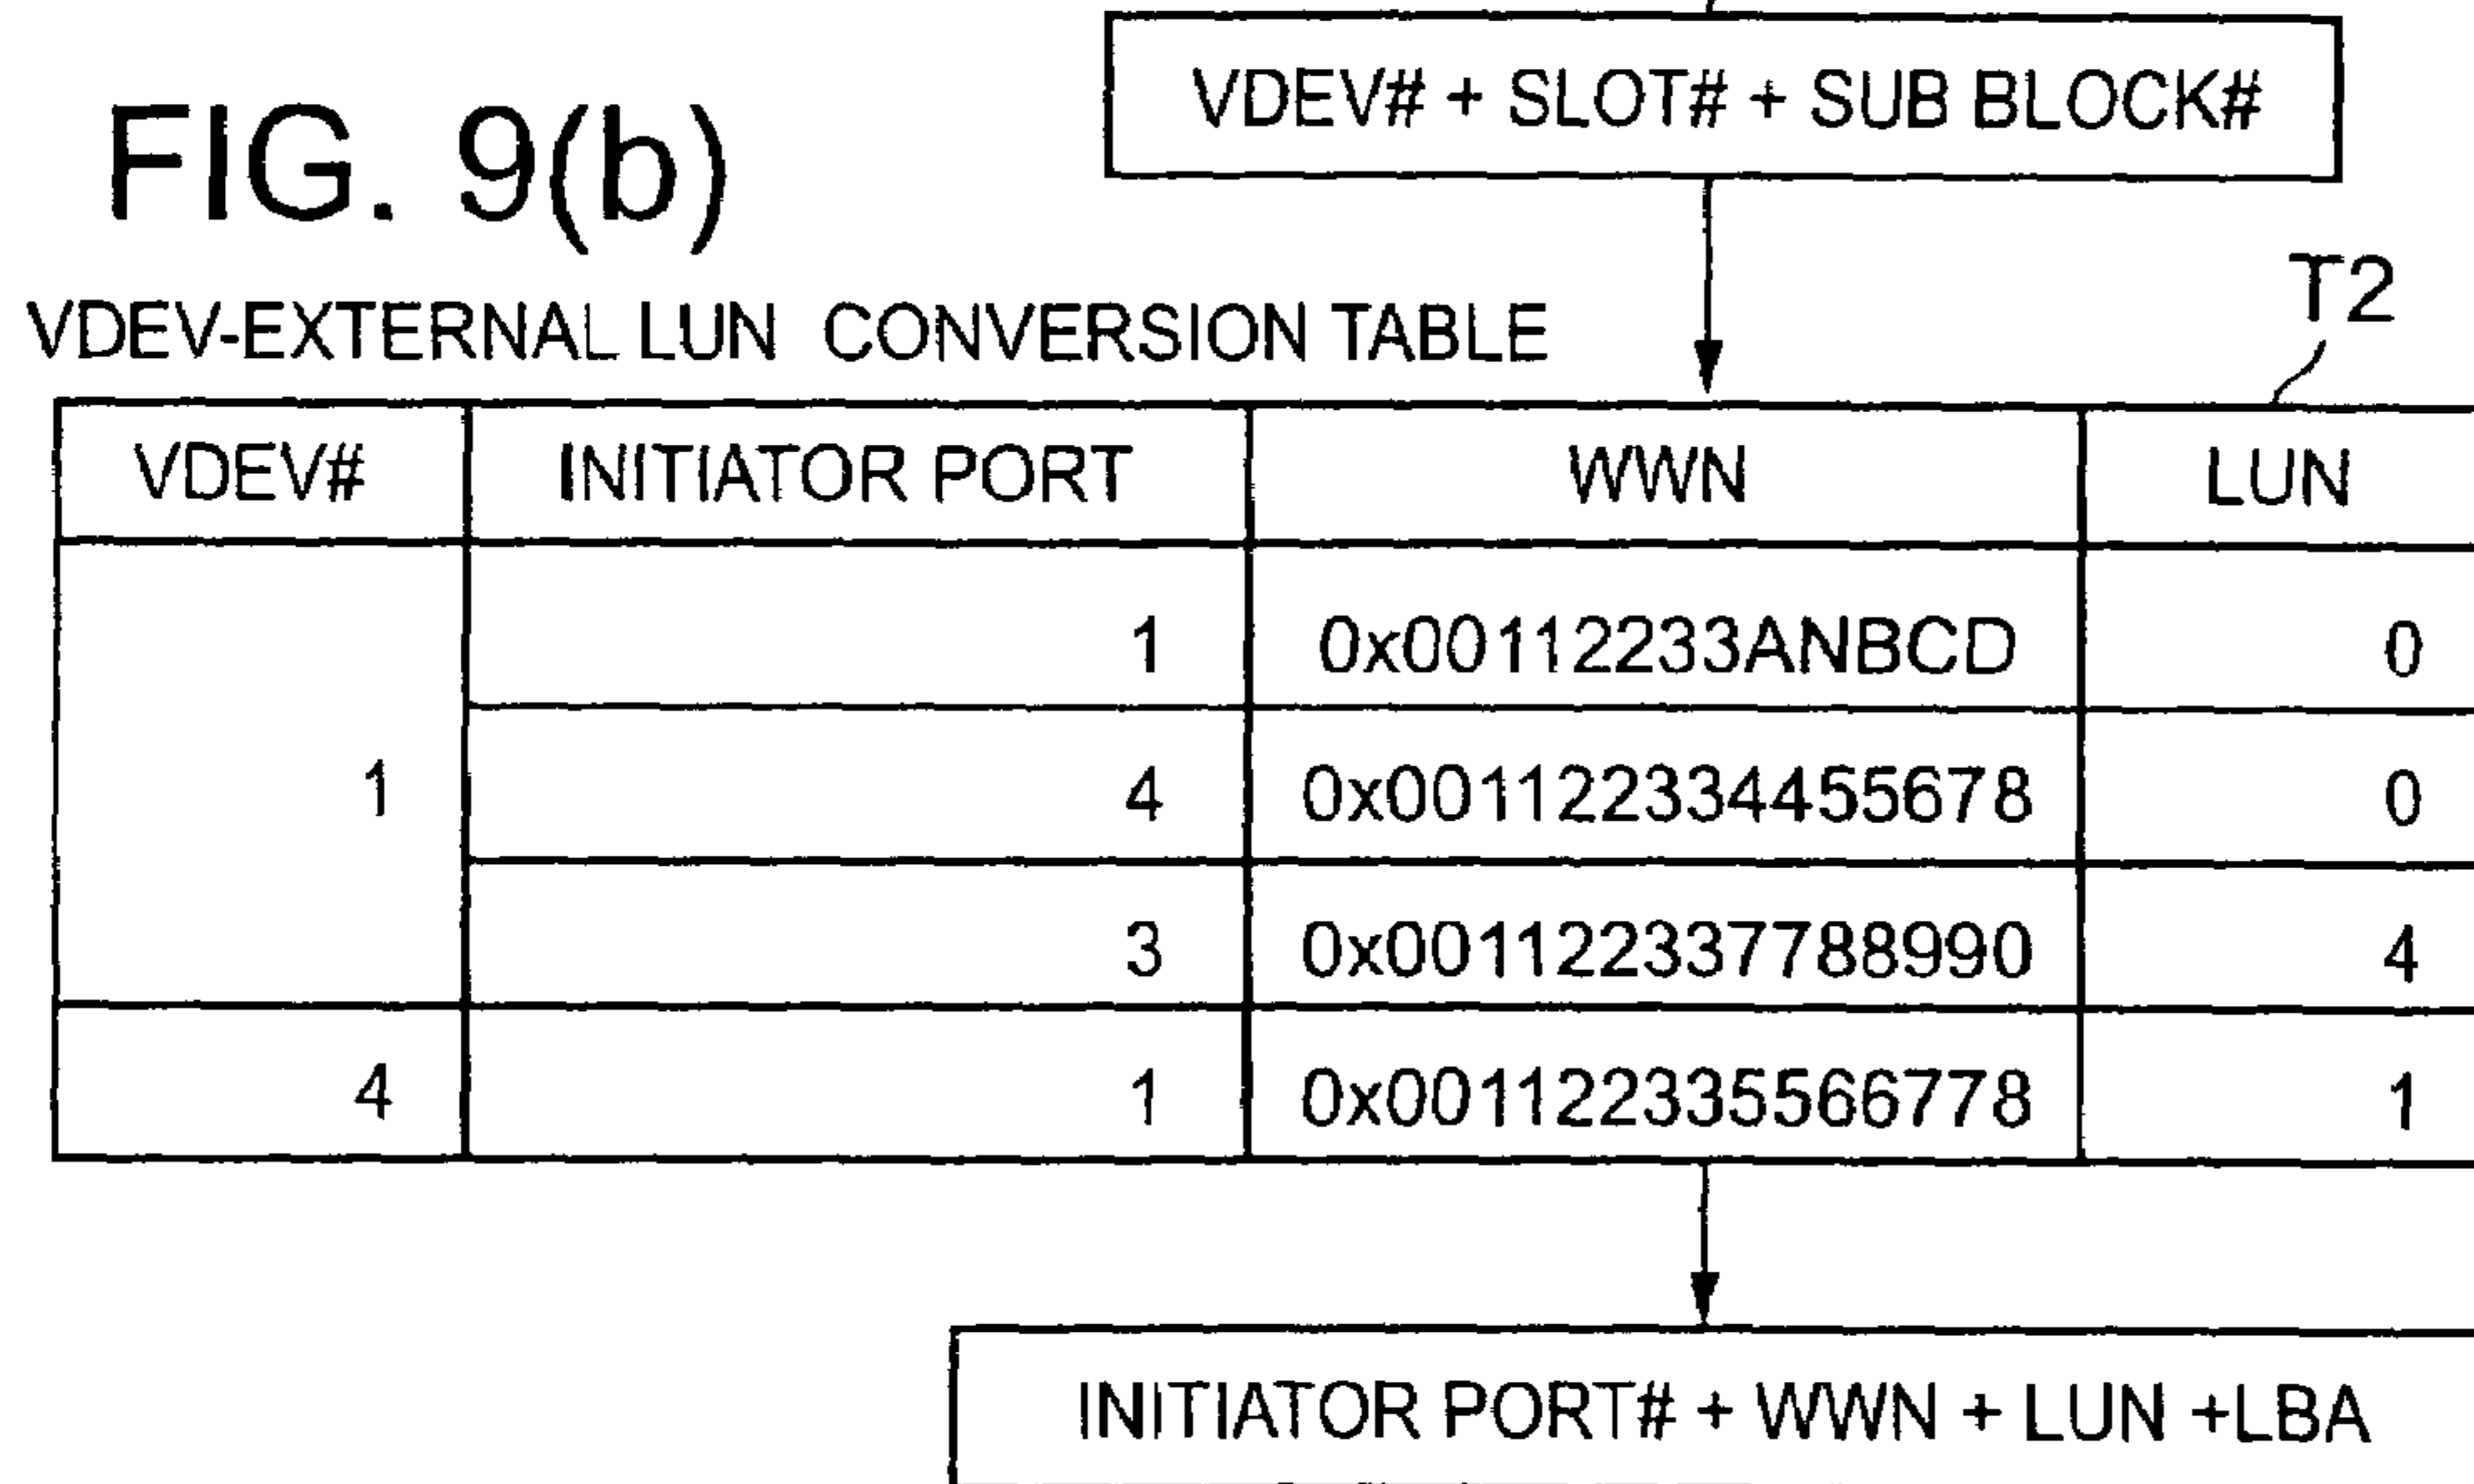 VDEV# + SLOT# + SUB BLOCK#
FIG. 9(b)
T2
VDEV-EXTERNAL LUN CONVERSION TABLE
VDEV# INITIATOR PORT WWN LUN
1 0x00112233ANBCD 0
1 4 0x001122334455678 0
3 0x001122337788990 4
4 1 0x001122335566778 1
INITIATOR PORT# + WWN + LUN +LBA